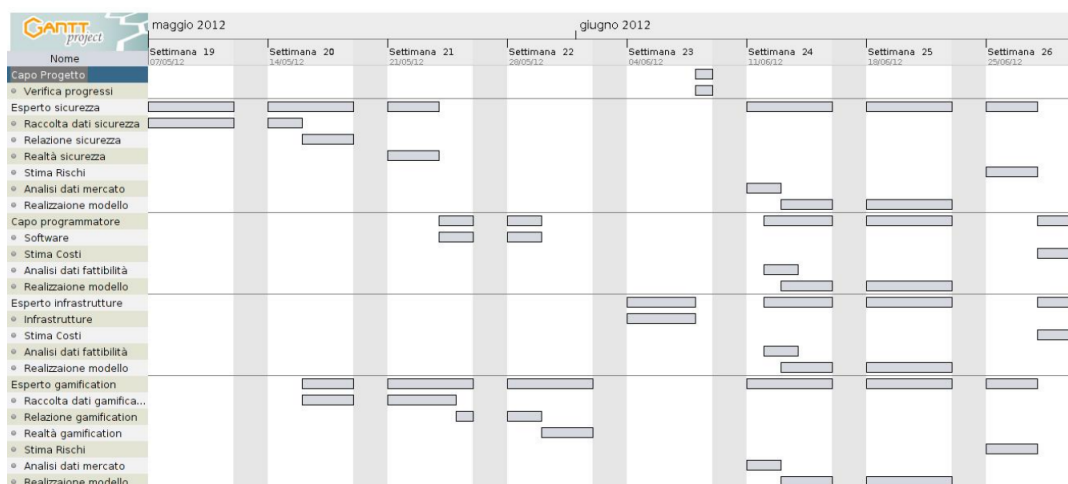 GANTT
project
maggio 2012
giugno 2012
Nome
Settimana 19
07/05/12
Settimana 20
14/05/12
Settimana 21
21/05/12
Settimana 22
28/05/12
Settimana 23
04/06/12
Settimana 24
11/06/12
Settimana 25
18/06/12
Settimana 26
25/06/12
Capo Progetto
Verifica progressi
Esperto sicurezza
Raccolta dati sicurezza
Relazione sicurezza
Realtà sicurezza
Stima Rischi
Analisi dati mercato
Realizzaione modello
Capo programmatore
Software
Stima Costi
Analisi dati fattibilità
Realizzaione modello
Esperto infrastrutture
Infrastrutture
Stima Costi
Analisi dati fattibilità
Realizzaione modello
Esperto gamification
Raccolta dati gamifica...
Relazione gamification
Realtà gamification
Stima Rischi
Analisi dati mercato
Realizzaione modello